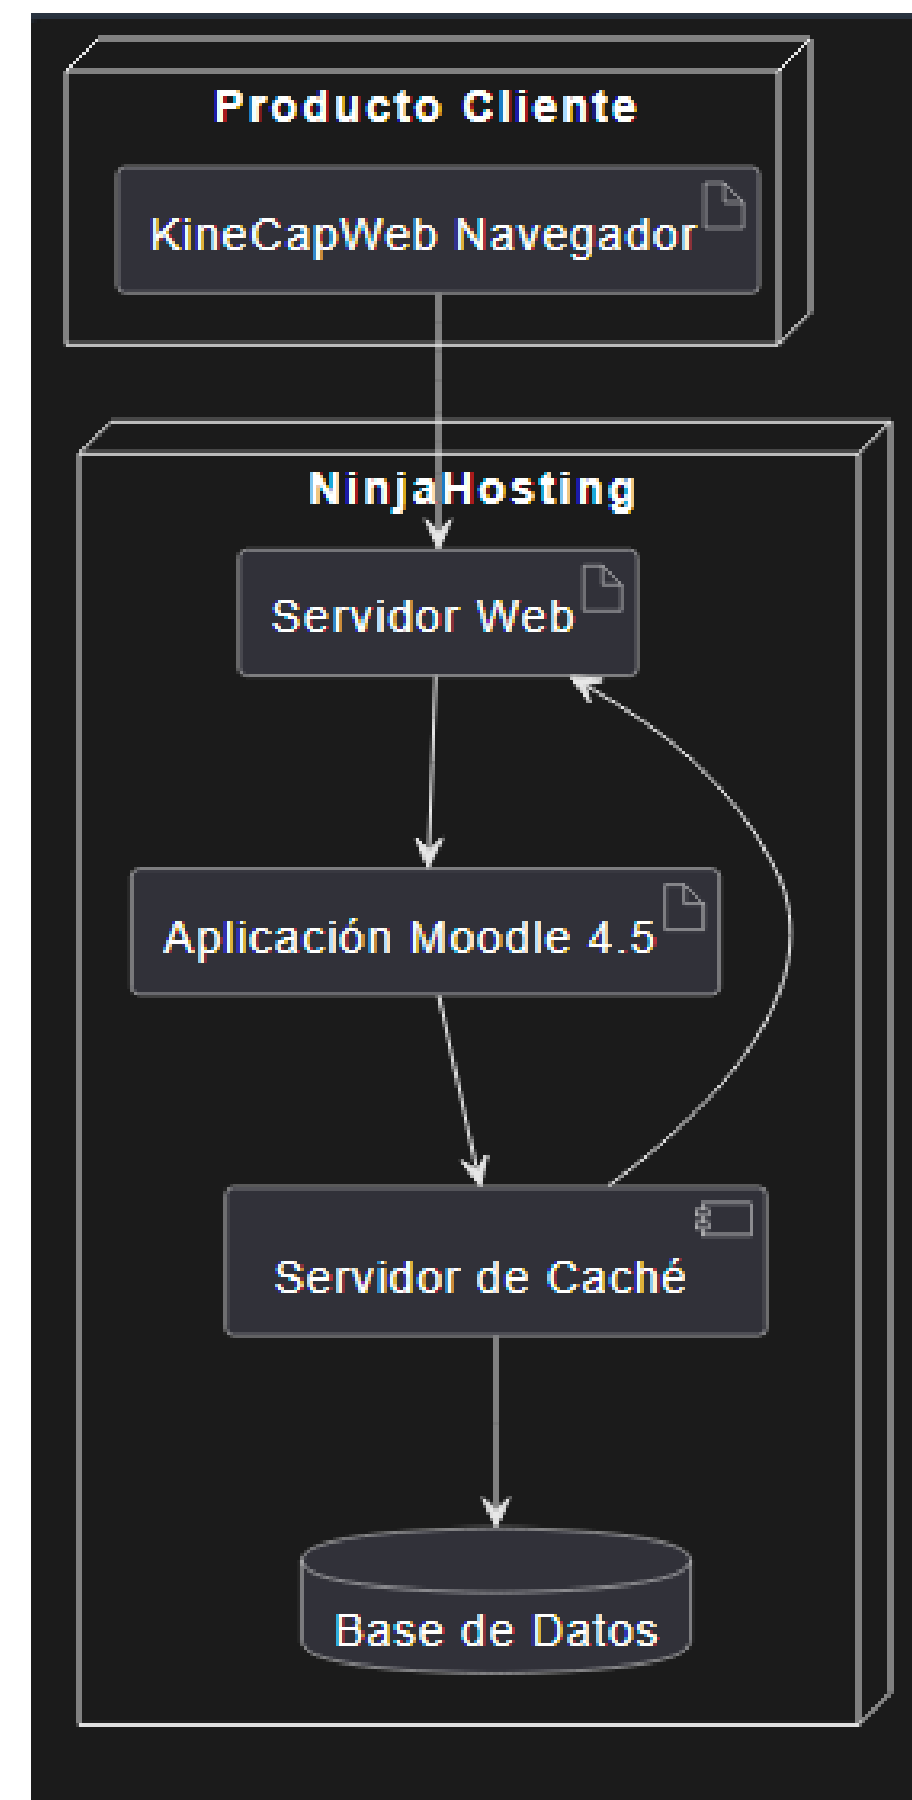 Producto Cliente
KineCapWeb Navegador
NinjaHosting
Servidor Web
Aplicación Moodle 4.5
Servidor de Caché
Base de Datos